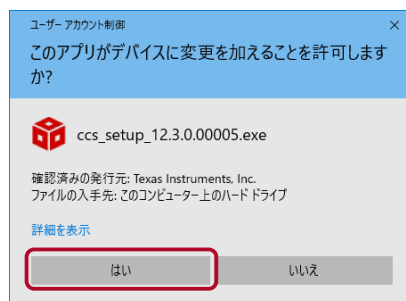 ユーザー アカウント制御
このアプリがデバイスに変更を加えることを許可します
か?
ccs_setup_12.3.0.00005.exe
確認済みの発行元: Texas Instruments, Inc.
ファイルの入手先: このコンピューター上のハード ドライブ
詳細を表示
はい
いいえ